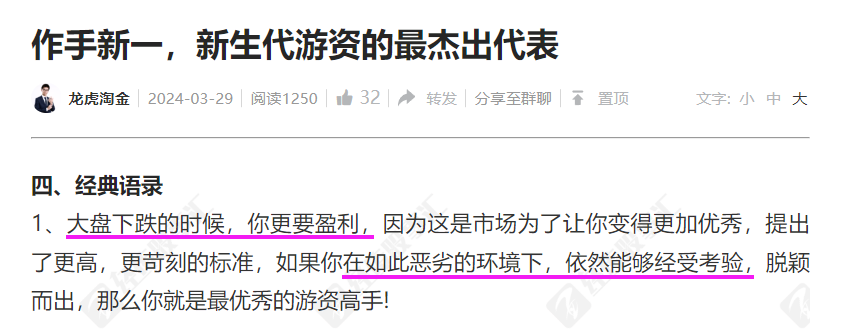 作手新一，新生代游资的最杰出代表
龙虎淘金 2024-03-29 阅读1250 32 转发 分享至群聊 置顶 文字: 小 中 大
四、经典语录
1、大盘下跌的时候，你更要盈利，因为这是市场为了让你变得更加优秀，提出
了更高，更苛刻的标准，如果你在如此恶劣的环境下，依然能够经受考验，脱颖
而出，那么你就是最优秀的游资高手!